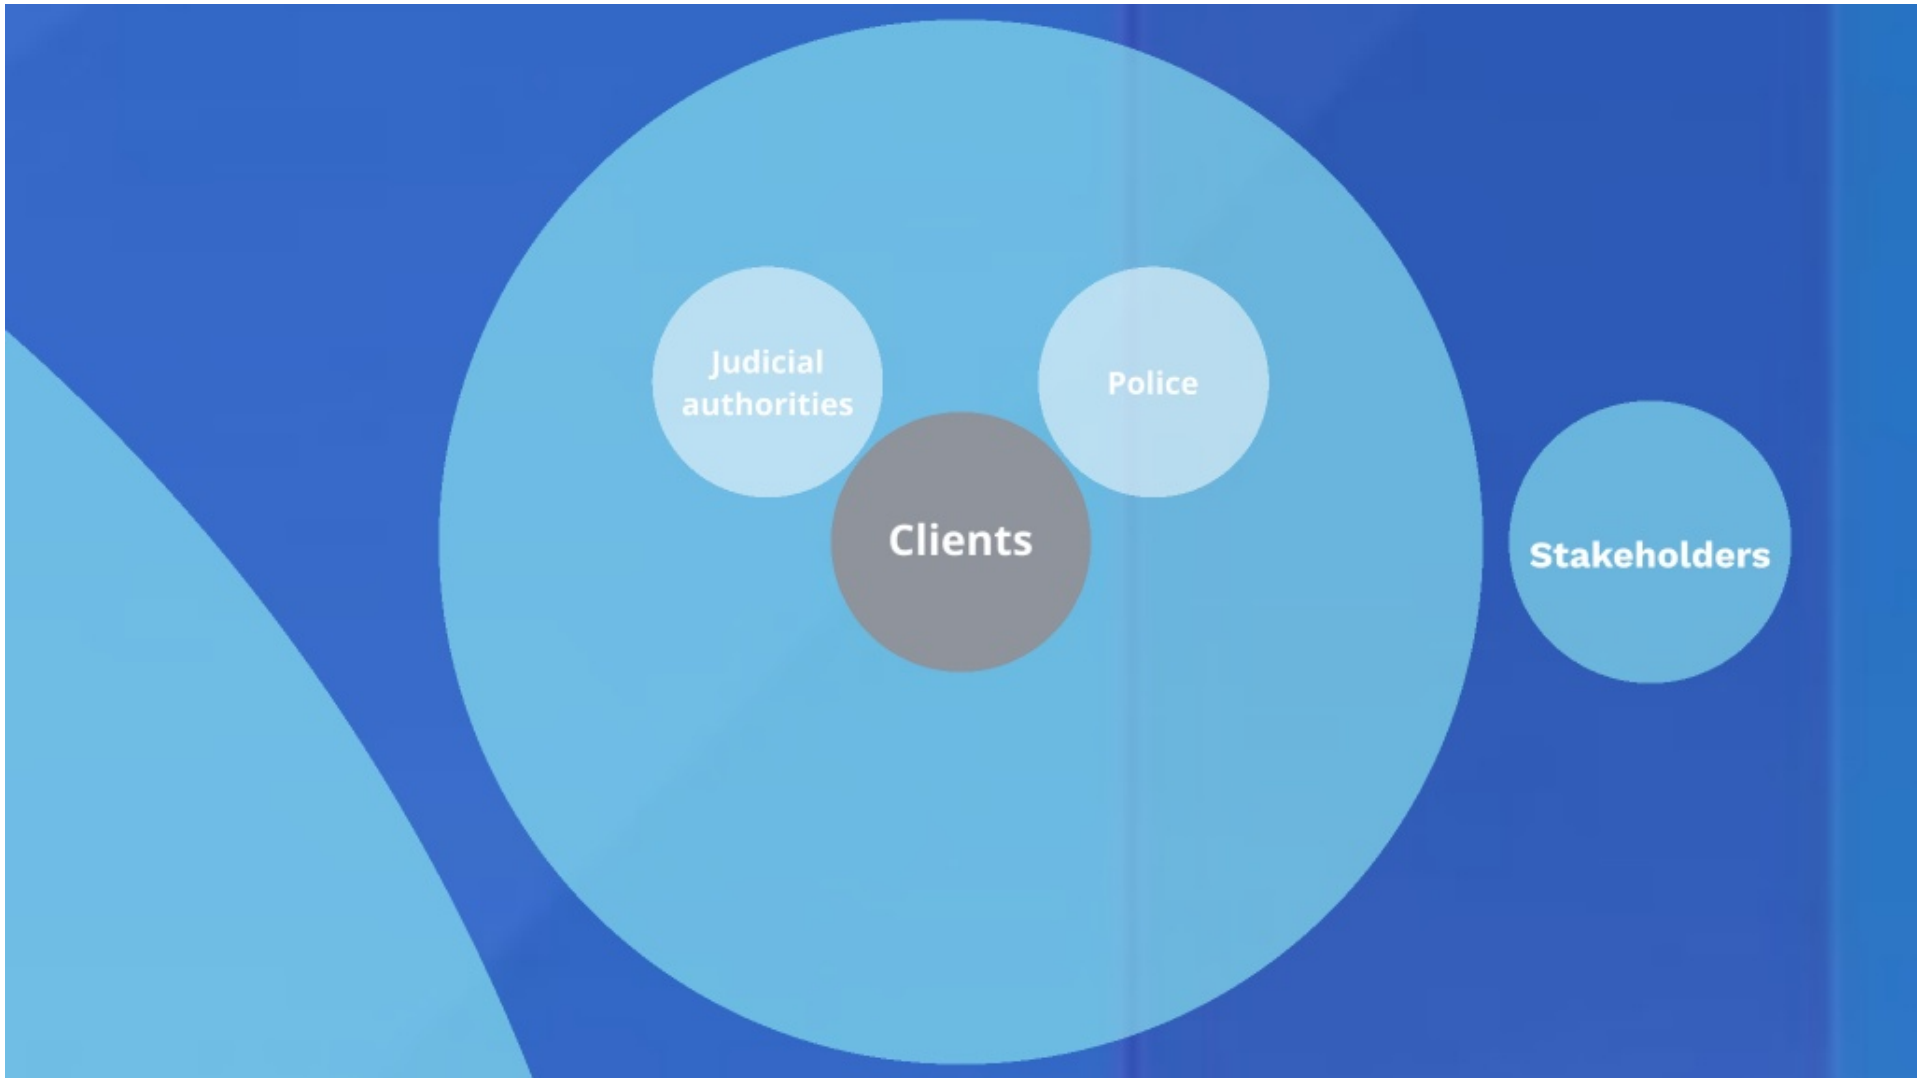 Judicial
authorities
Police
Clients
Stakeholders